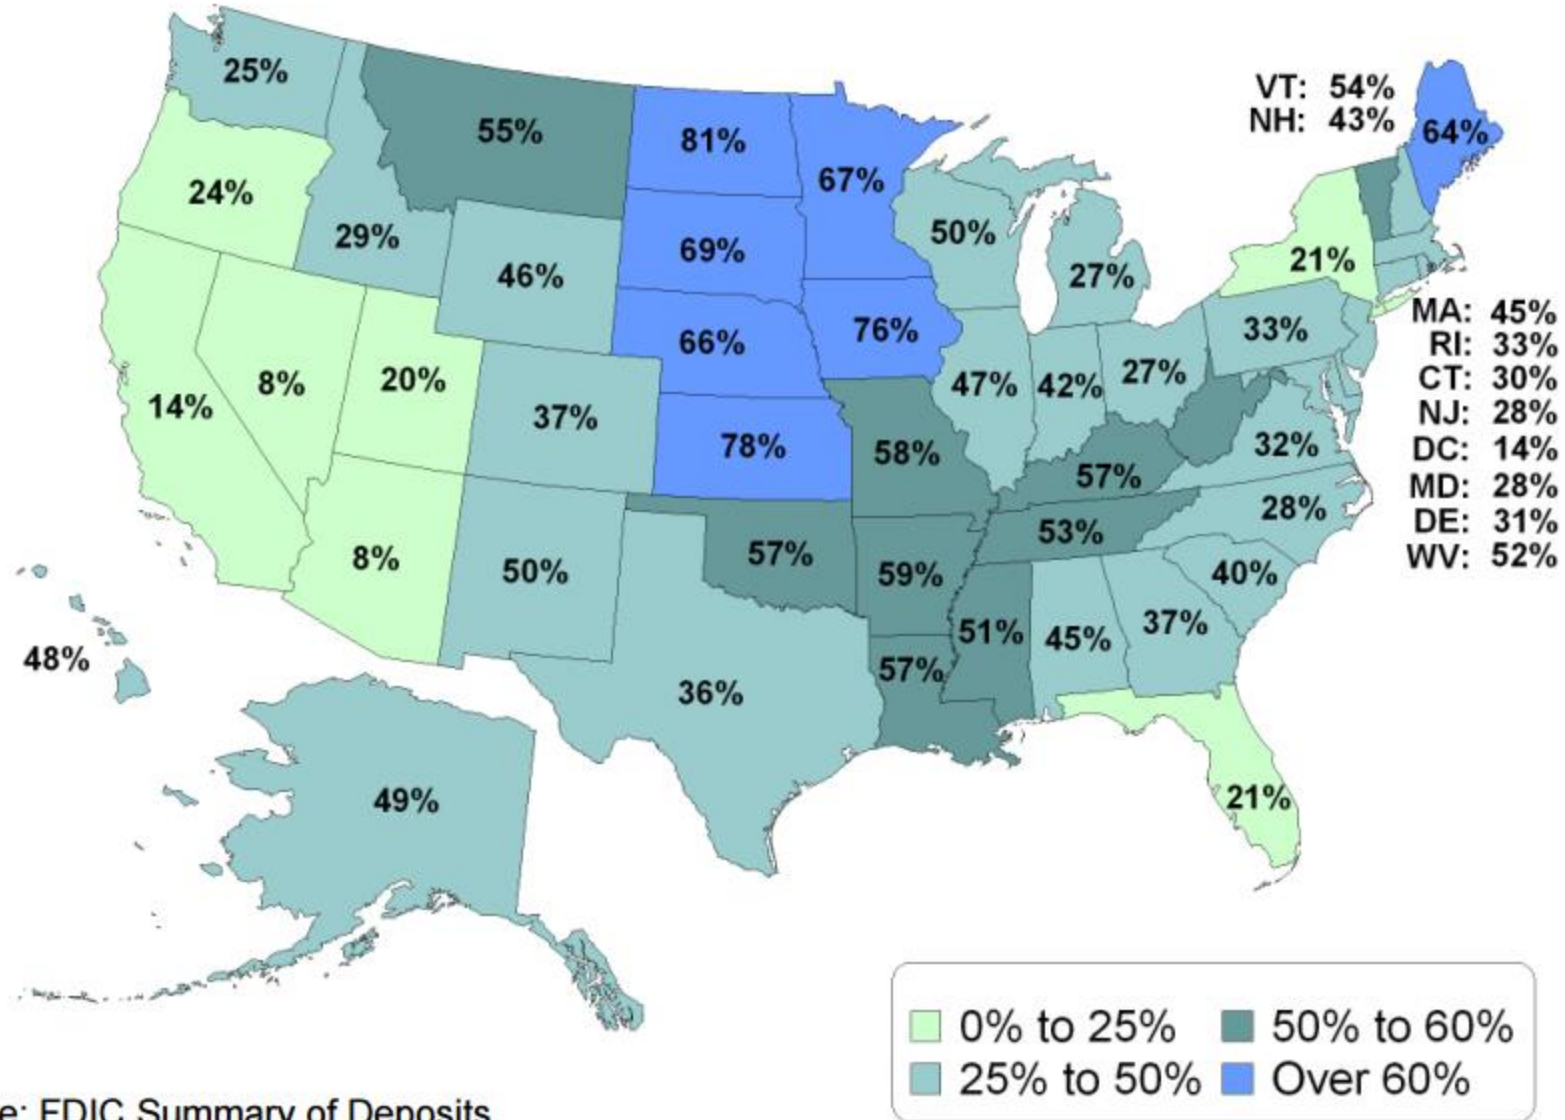 25%
55%
81%
67%
VT: 54%
NH: 43%
64%
24%
29%
46%
69%
50%
27%
21%
14%
8%
20%
37%
66%
76%
47%
42%
27%
33%
MA: 45%
RI: 33%
CT: 30%
NJ: 28%
DC: 14%
MD: 28%
DE: 31%
WV: 52%
78%
58%
57%
32%
28%
8%
50%
57%
59%
53%
40%
48%
36%
57%
51%
45%
37%
49%
21%
0% to 25%
50% to 60%
25% to 50%
Over 60%
e: FDIC Summary of Deposits